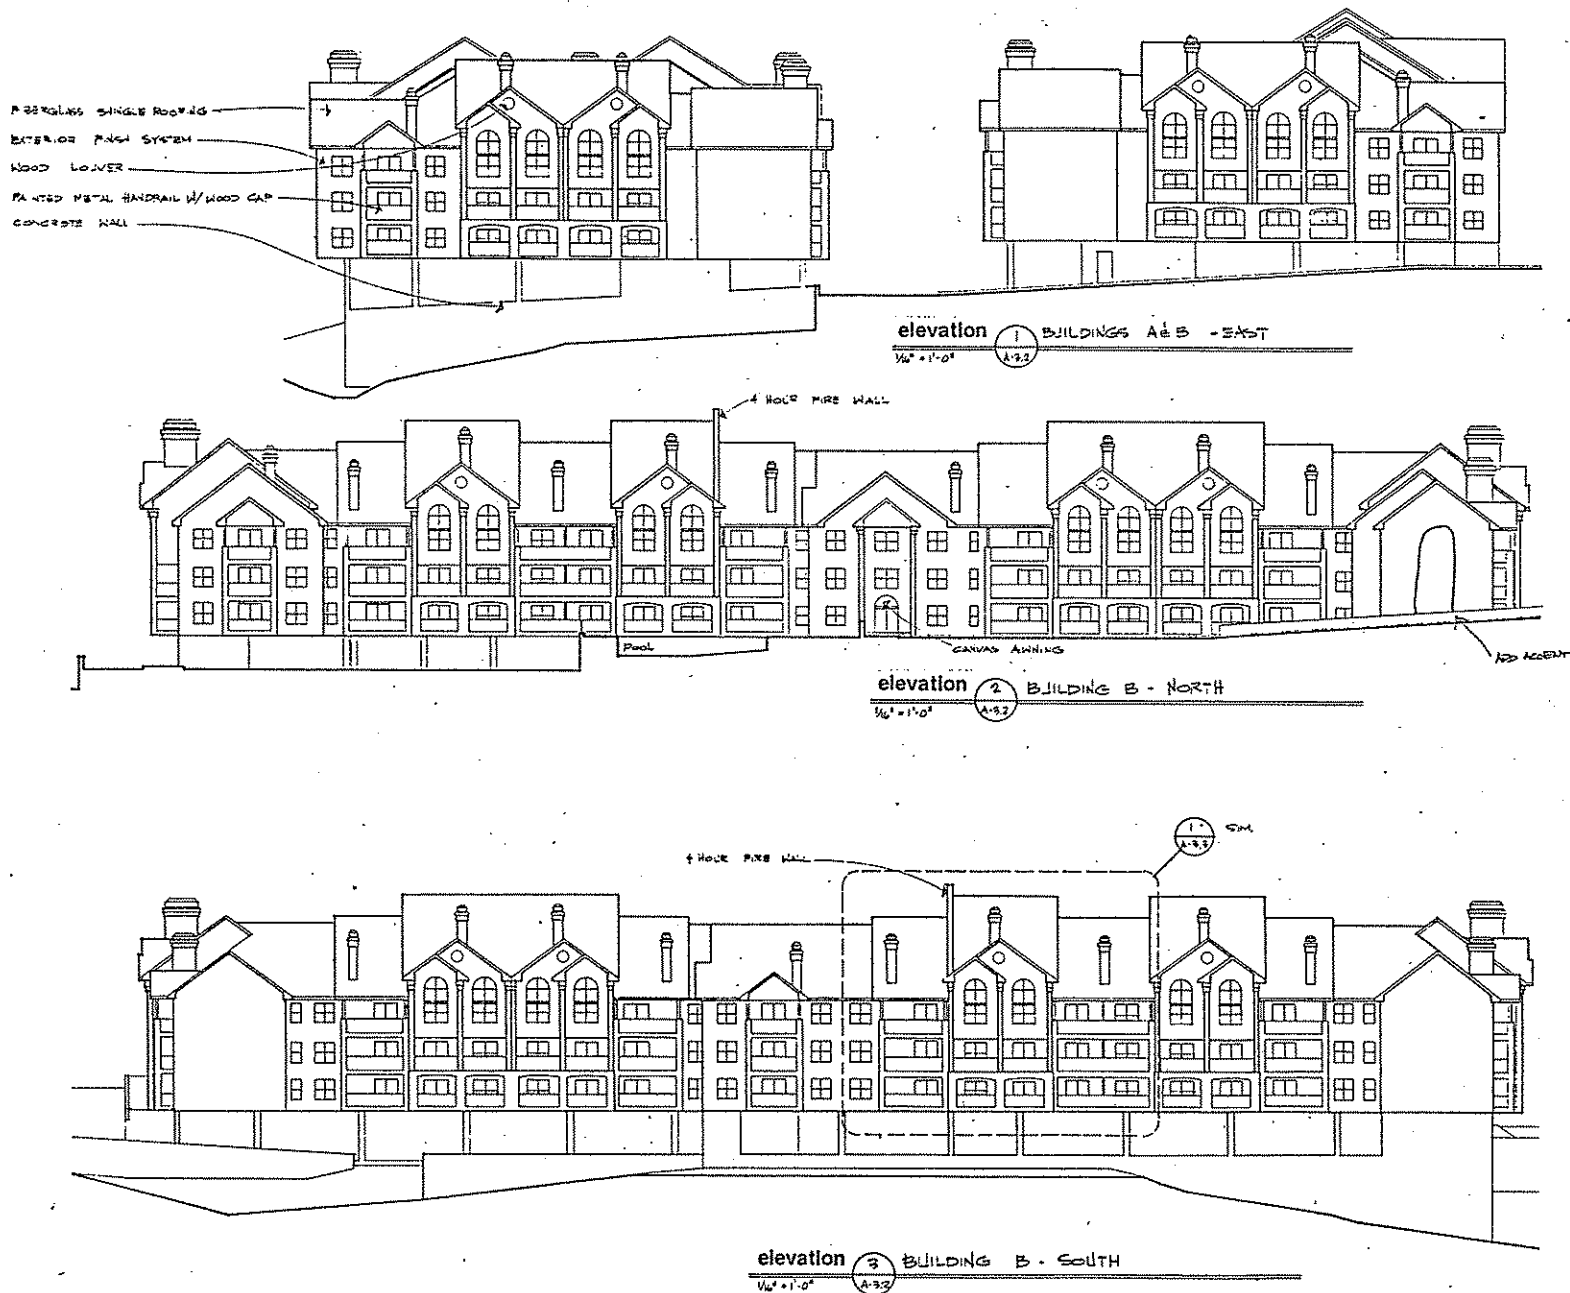 FIBERGLASS SHINGLE ROOFING
EXTERIOR FINISH SYSTEM
WOOD LOUVER
PAINTED METAL HANDRAIL W/ WOOD CAP
CONCRETE WALL
elevation 1 BUILDINGS A & B - EAST
1/16" = 1'-0" A-3.2
4 HOUR FIRE WALL
POOL
CANVAS AWNING
ADD ACCENT
elevation 2 BUILDING B - NORTH
1/16" = 1'-0" A-3.2
1 SIM.
A-3.3
4 HOUR FIRE WALL
elevation 3 BUILDING B - SOUTH
1/16" = 1'-0" A-3.2